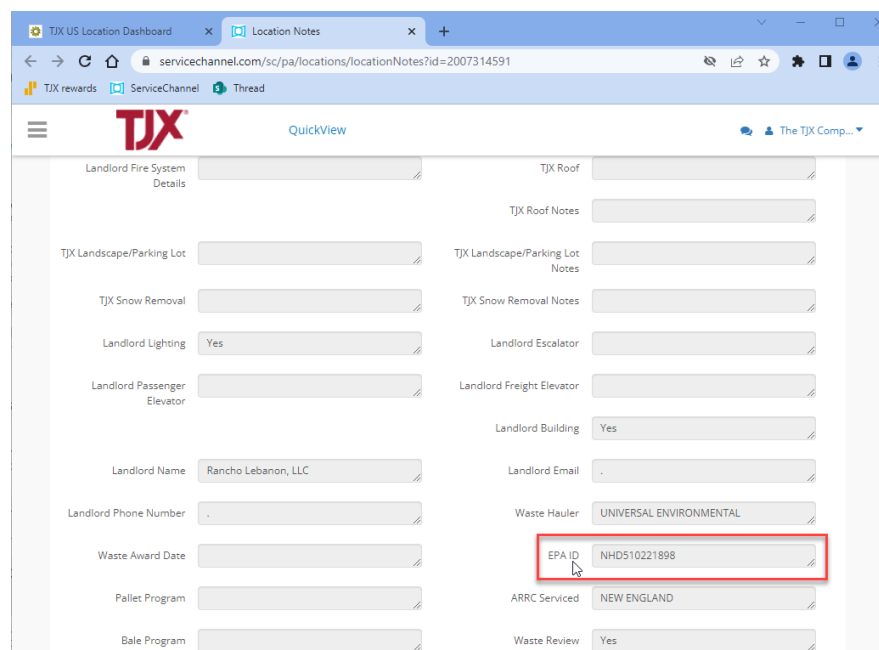 TJX US Location Dashboard
Location Notes
servicechannel.com/sc/pa/locations/locationNotes?id=2007314591
TJX rewards
ServiceChannel
Thread
TJX
QuickView
The TJX Comp...
Landlord Fire System Details
TJX Roof
TJX Roof Notes
TJX Landscape/Parking Lot
TJX Landscape/Parking Lot Notes
TJX Snow Removal
TJX Snow Removal Notes
Landlord Lighting Yes
Landlord Escalator
Landlord Passenger Elevator
Landlord Freight Elevator
Landlord Building Yes
Landlord Name Rancho Lebanon, LLC
Landlord Email .
Landlord Phone Number .
Waste Hauler UNIVERSAL ENVIRONMENTAL
Waste Award Date
EPA ID NHD510221898
Pallet Program
ARRC Serviced NEW ENGLAND
Bale Program
Waste Review Yes